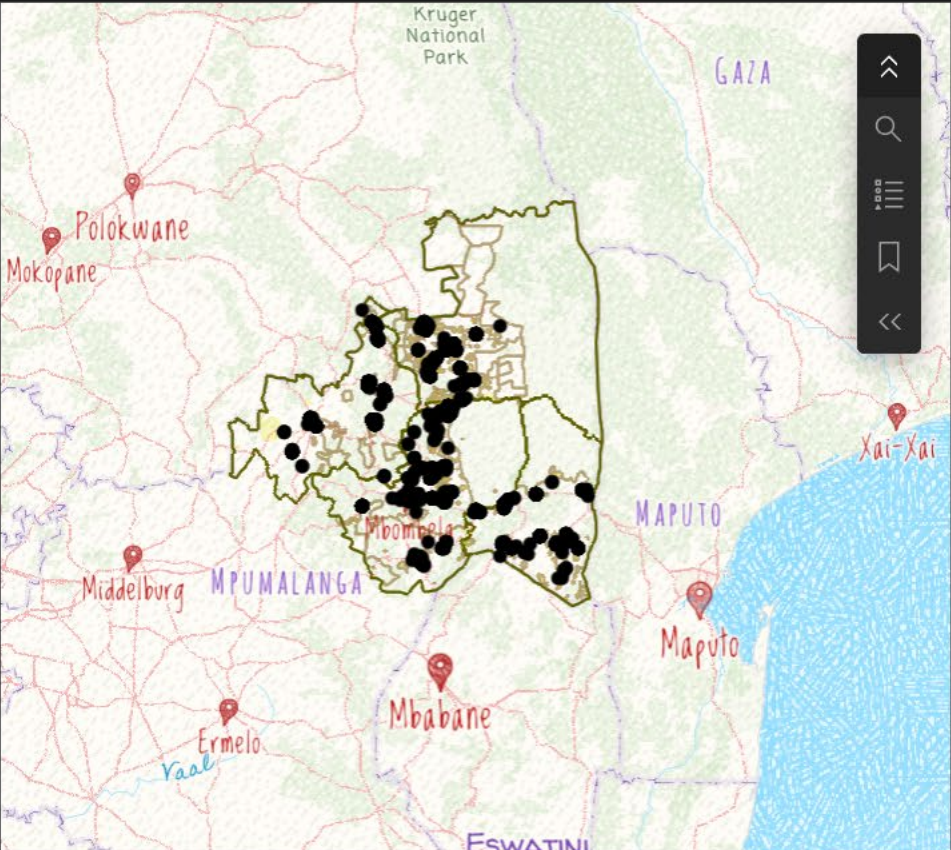 Kruger
National
Park
GAZA
Polokwane
Mokopane
Xai-Xai
MAPUTO
Mbombela
Middelburg
MPUMALANGA
Maputo
Mbabane
Ermelo
Vaal
ESWATINI